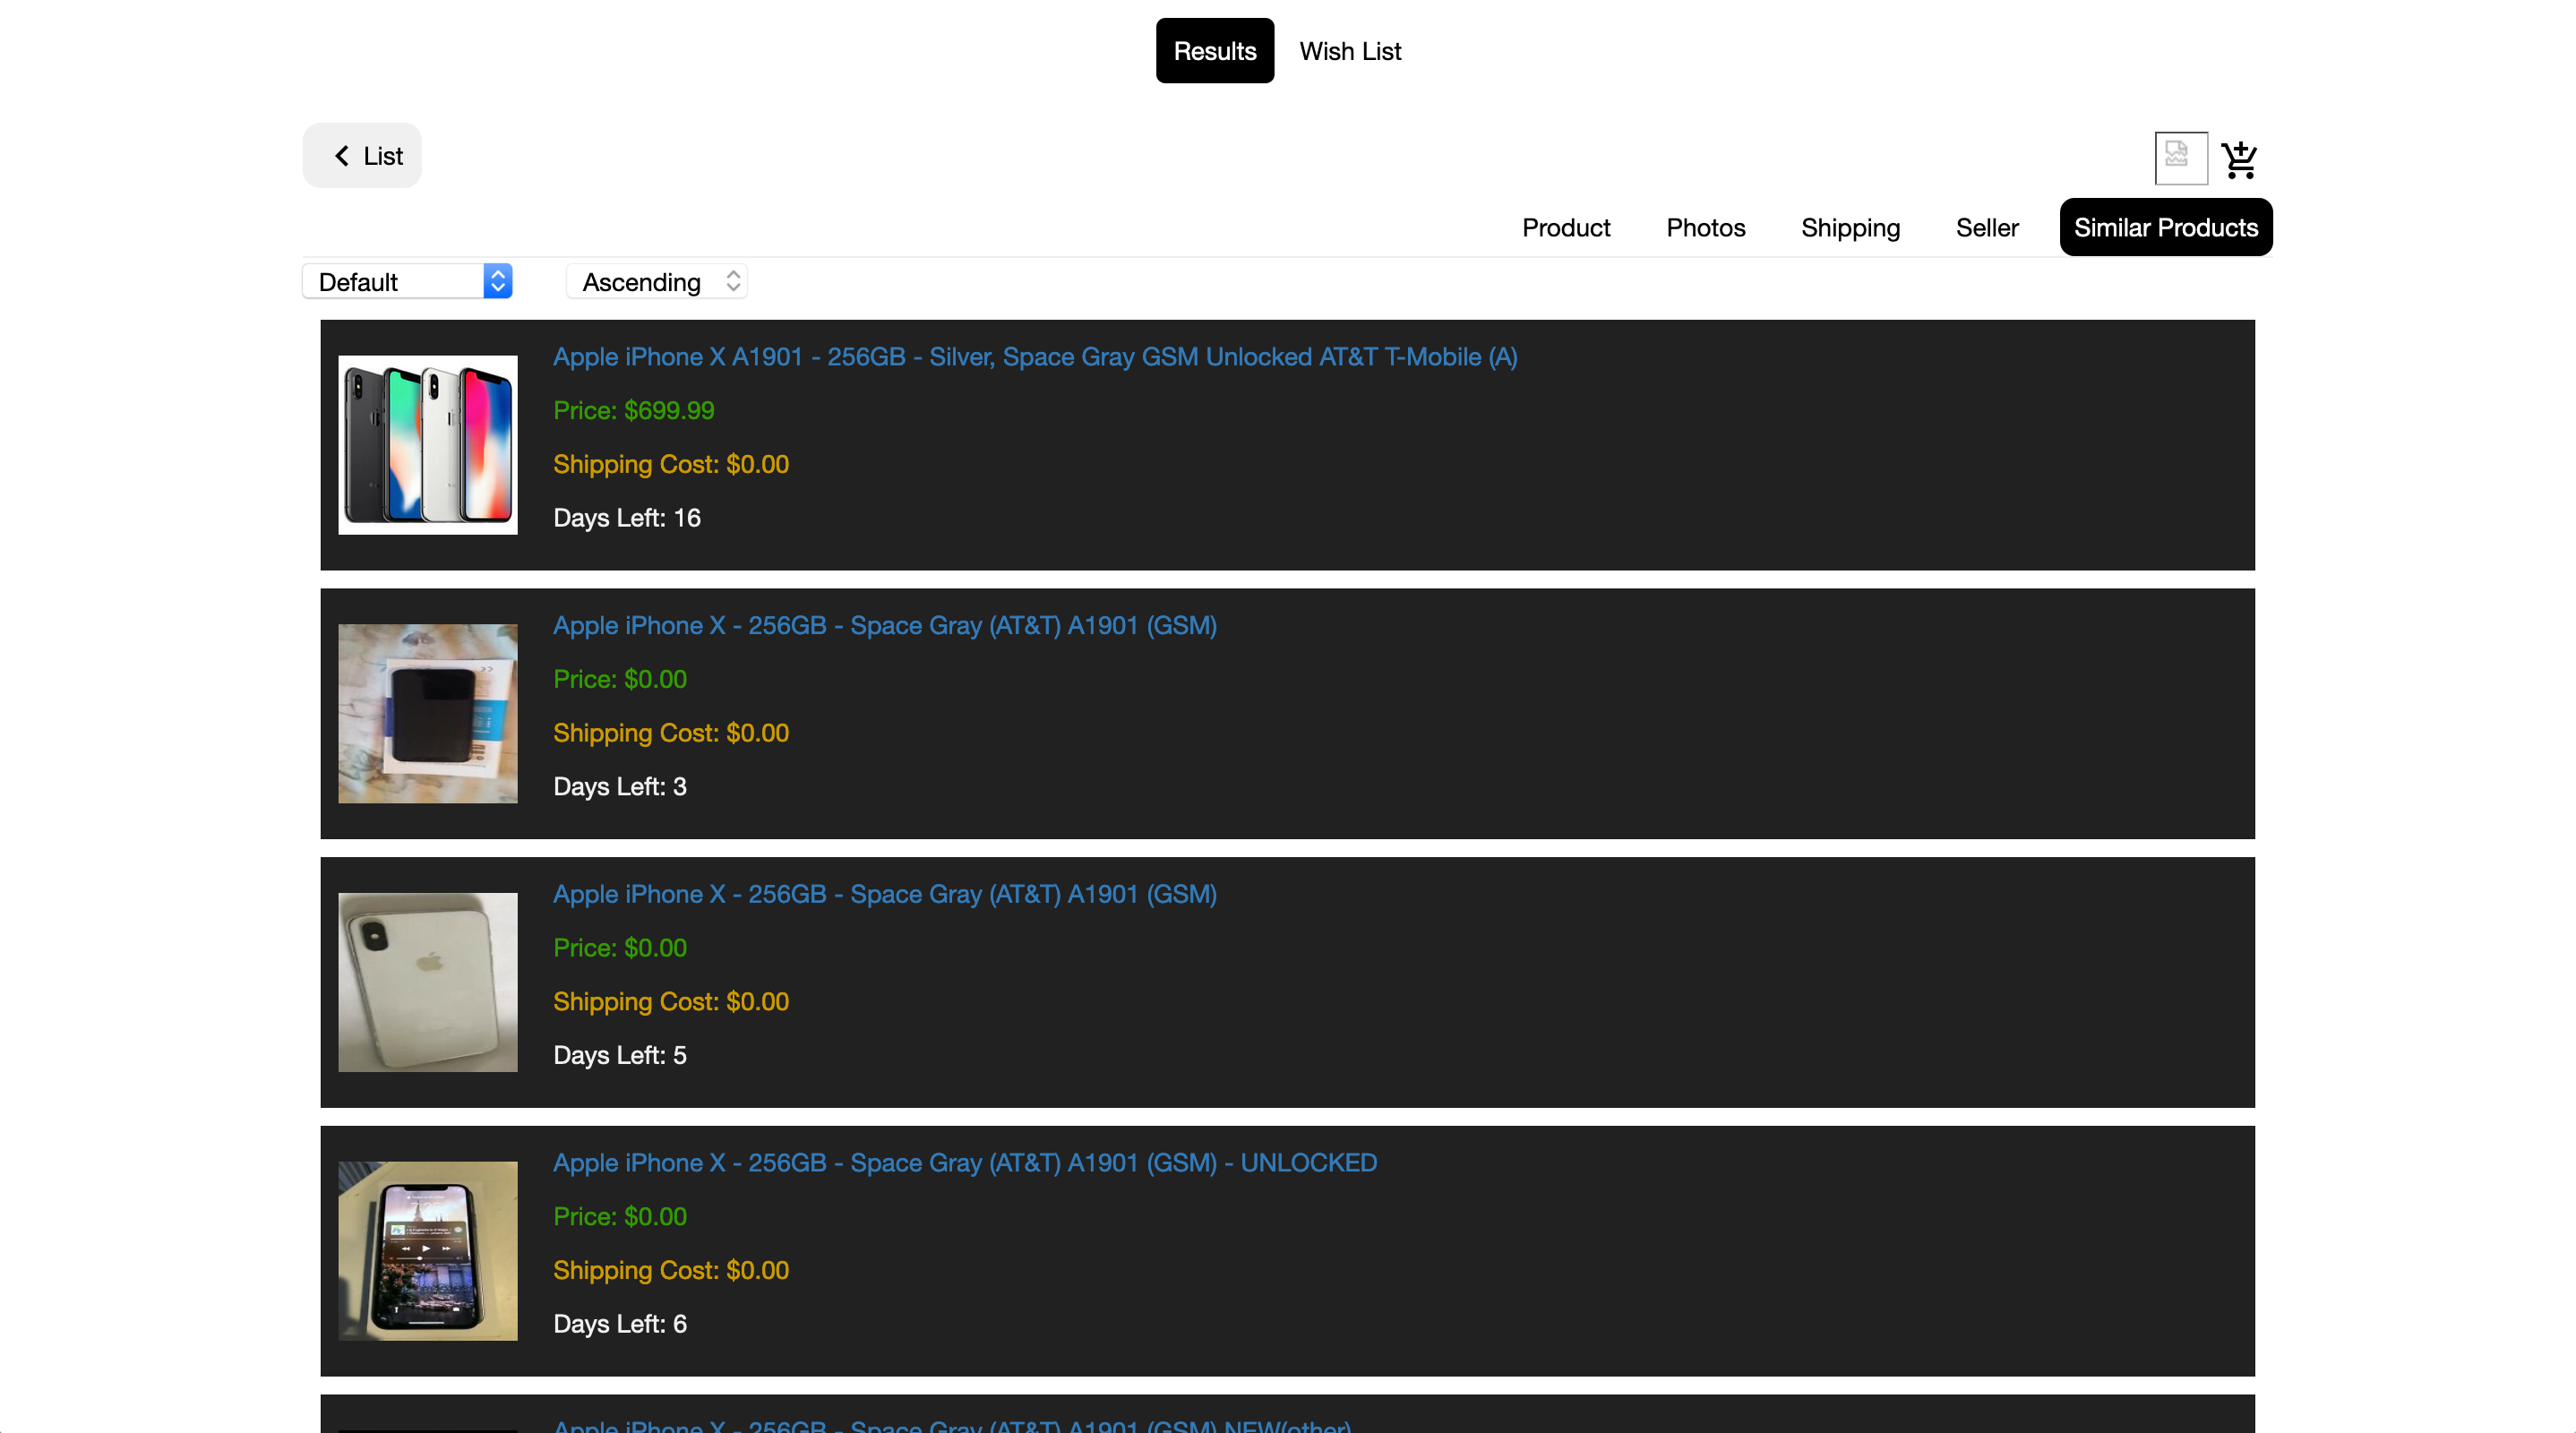 Results Wish List
List
Product Photos Shipping Seller Similar Products
Default Ascending
Apple iPhone X A1901 - 256GB - Silver, Space Gray GSM Unlocked AT&T T-Mobile (A)
Price: $699.99
Shipping Cost: $0.00
Days Left: 16
Apple iPhone X - 256GB - Space Gray (AT&T) A1901 (GSM)
Price: $0.00
Shipping Cost: $0.00
Days Left: 3
Apple iPhone X - 256GB - Space Gray (AT&T) A1901 (GSM)
Price: $0.00
Shipping Cost: $0.00
Days Left: 5
Apple iPhone X - 256GB - Space Gray (AT&T) A1901 (GSM) - UNLOCKED
Price: $0.00
Shipping Cost: $0.00
Days Left: 6
Apple iPhone X - 256GB - Space Gray (AT&T) A1901 (GSM) NEW(other)